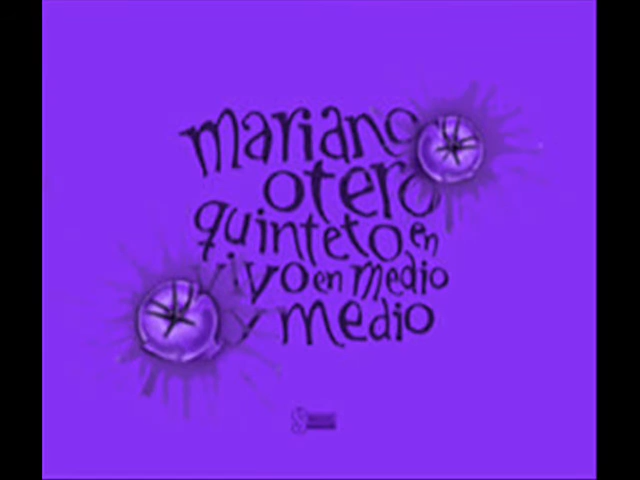 mariano
otero
quinteto en
vivo en medio
y medio